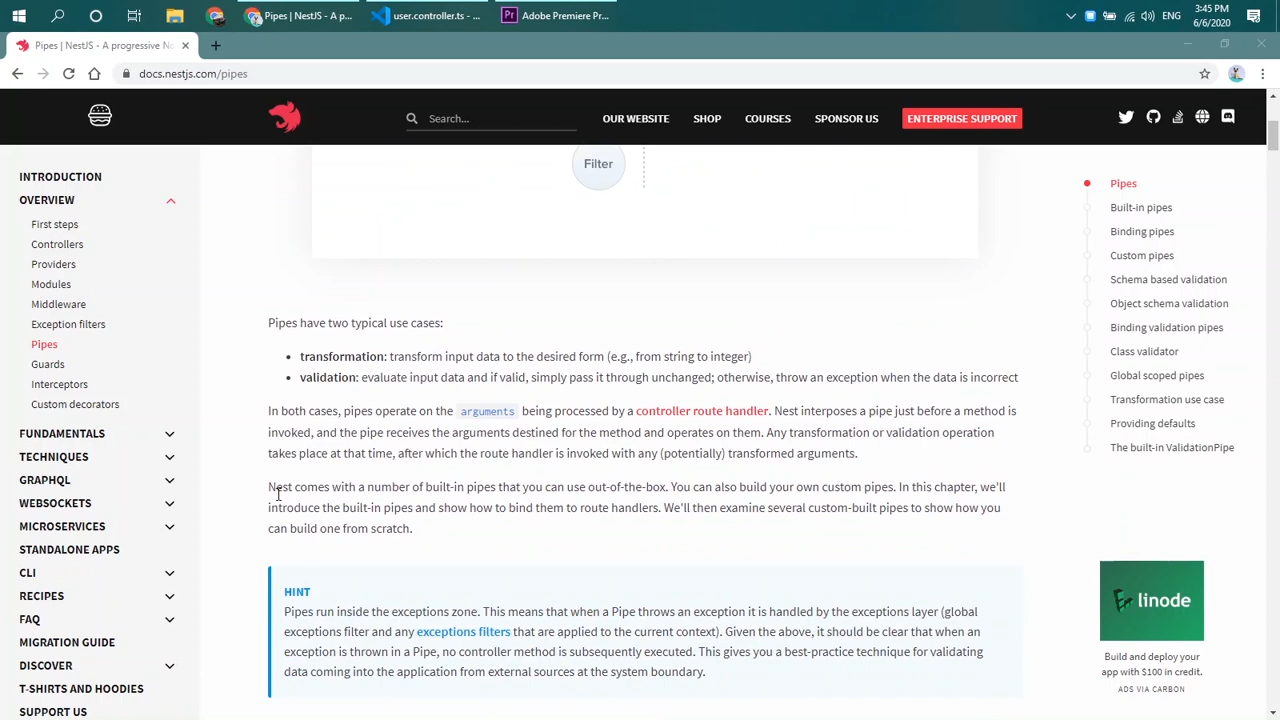 Pipes | NestJS - A p...
user.controller.ts - ...
Adobe Premiere Pr...
ENG
3:45 PM
6/6/2020
Pipes | NestJS - A progressive No
docs.nestjs.com/pipes
Search...
OUR WEBSITE
SHOP
COURSES
SPONSOR US
ENTERPRISE SUPPORT
INTRODUCTION
OVERVIEW
First steps
Controllers
Providers
Modules
Middleware
Exception filters
Pipes
Guards
Interceptors
Custom decorators
FUNDAMENTALS
TECHNIQUES
GRAPHQL
WEBSOCKETS
MICROSERVICES
STANDALONE APPS
CLI
RECIPES
FAQ
MIGRATION GUIDE
DISCOVER
T-SHIRTS AND HOODIES
SUPPORT US
Filter
Pipes have two typical use cases:
• transformation: transform input data to the desired form (e.g., from string to integer)
• validation: evaluate input data and if valid, simply pass it through unchanged; otherwise, throw an exception when the data is incorrect
In both cases, pipes operate on the arguments being processed by a controller route handler. Nest interposes a pipe just before a method is
invoked, and the pipe receives the arguments destined for the method and operates on them. Any transformation or validation operation
takes place at that time, after which the route handler is invoked with any (potentially) transformed arguments.
Nest comes with a number of built-in pipes that you can use out-of-the-box. You can also build your own custom pipes. In this chapter, we'll
introduce the built-in pipes and show how to bind them to route handlers. We'll then examine several custom-built pipes to show how you
can build one from scratch.
HINT
Pipes run inside the exceptions zone. This means that when a Pipe throws an exception it is handled by the exceptions layer (global
exceptions filter and any exceptions filters that are applied to the current context). Given the above, it should be clear that when an
exception is thrown in a Pipe, no controller method is subsequently executed. This gives you a best-practice technique for validating
data coming into the application from external sources at the system boundary.
Pipes
Built-in pipes
Binding pipes
Custom pipes
Schema based validation
Object schema validation
Binding validation pipes
Class validator
Global scoped pipes
Transformation use case
Providing defaults
The built-in ValidationPipe
linode
Build and deploy your
app with $100 in credit.
ADS VIA CARBON